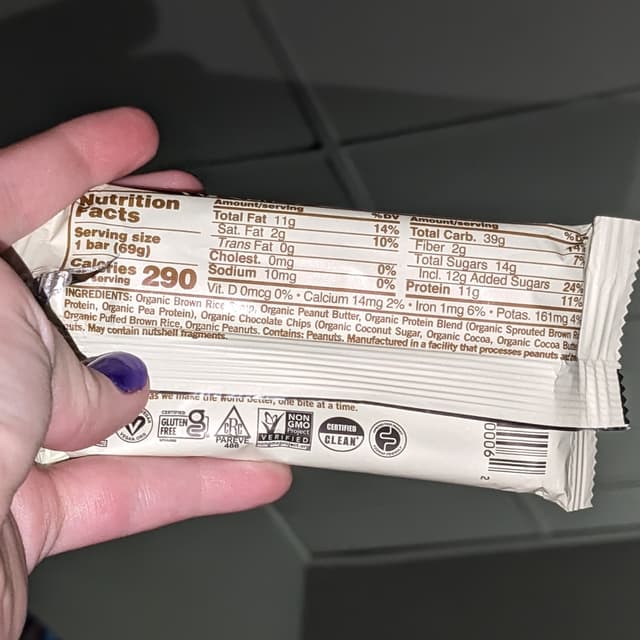 Nutrition
Facts
Serving size
1 bar (69g)
Calories
290
Amount/serving %DV
Total Fat 11g 14%
Sat. Fat 2g 10%
Trans Fat 0g
Cholest. 0mg 0%
Sodium 10mg 0%
Amount/serving
Total Carb. 39g
Fiber 2g 7%
Total Sugars 14g
Incl. 12g Added Sugars 24%
Protein 11g 11%
Vit. D 0mcg 0% • Calcium 14mg 2% • Iron 1mg 6% • Potas. 161mg 4%
INGREDIENTS: Organic Brown Rice Organic Peanut Butter, Organic Protein Blend (Organic Sprouted Brown
Protein, Organic Pea Protein), Organic Chocolate Chips (Organic Coconut Sugar, Organic Cocoa, Organic Cocoa
Organic Puffed Brown Rice, Organic Peanuts. Contains: Peanuts. Manufactured in a facility that processes peanuts
nuts. May contain nutshell fragments.
as we make the world better, one bite at a time.
CERTIFIED
GLUTEN
FREE
g
PAREVE
NON
GMO
Project
VERIFIED
CERTIFIED
CLEAN
0006
2